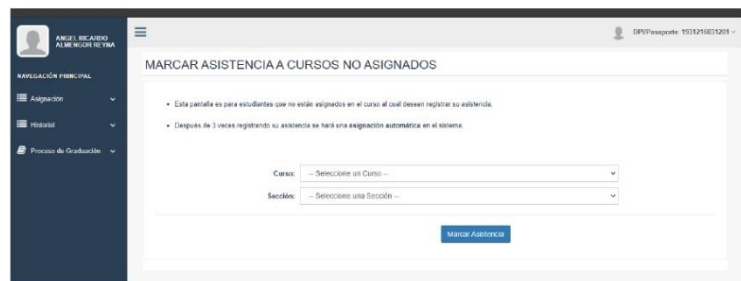 ANGEL RICARDO
ALMENGOR REYNA
DPI/Pasaporte: 1931216031201
NAVEGACIÓN PRINCIPAL
Asignación
Historial
Proceso de Graduación
MARCAR ASISTENCIA A CURSOS NO ASIGNADOS
• Esta pantalla es para estudiantes que no están asignados en el curso al cual desean registrar su asistencia.
• Después de 3 veces registrando su asistencia se hará una asignación automática en el sistema.
Curso: -- Seleccione un Curso --
Sección: -- Seleccione una Sección --
Marcar Asistencia